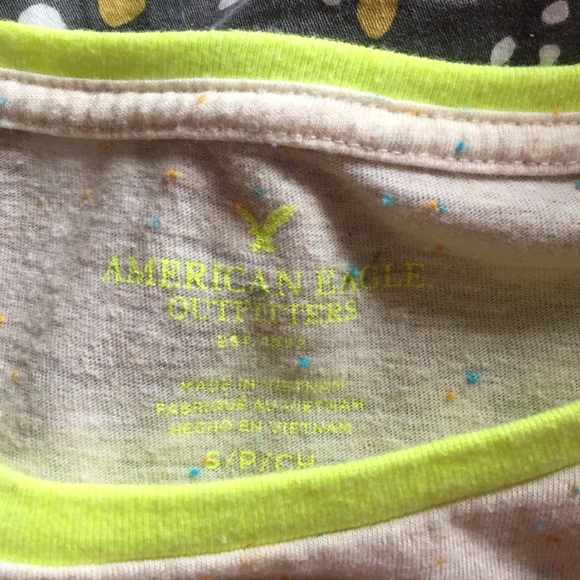 AMERICAN EAGLE
OUTFITTERS
EST. 1977
MADE IN VIETNAM
FABRIQUÉ AU VIETNAM
HECHO EN VIETNAM
S/P/CH